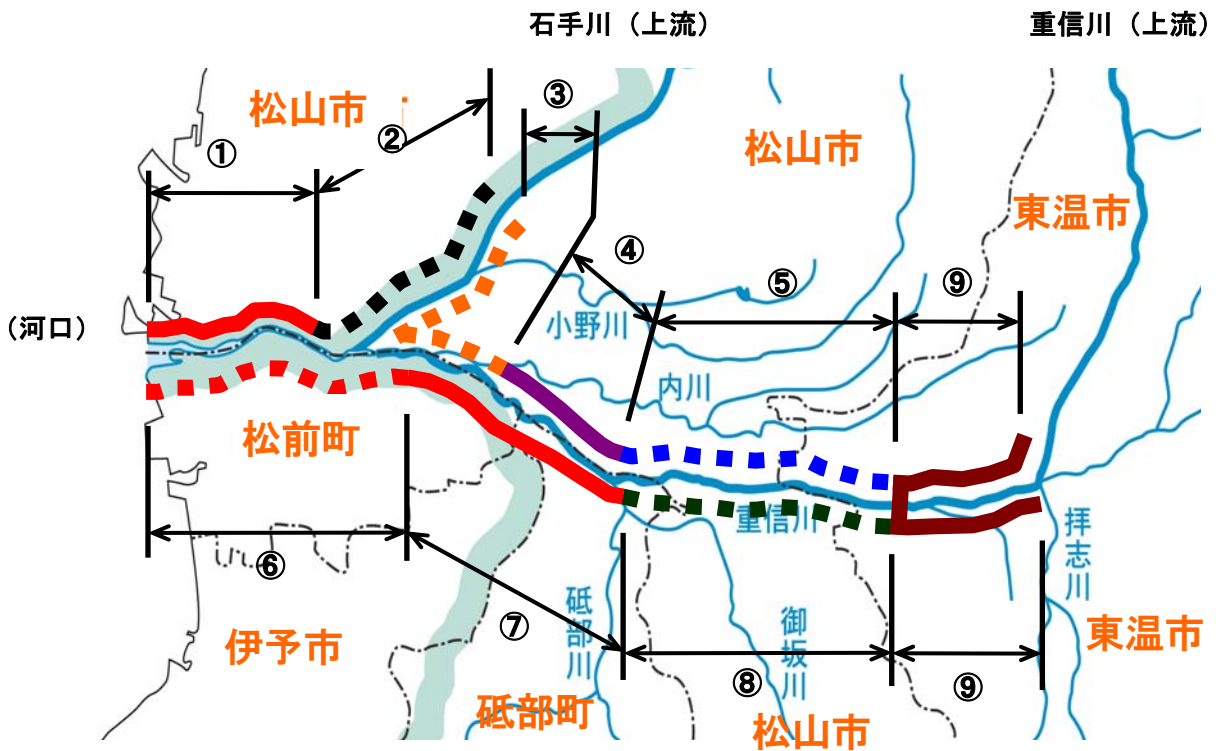 石手川（上流）
重信川（上流）
松山市
①
②
③
松山市
東温市
④
⑤
⑨
（河口）
小野川
内川
松前町
重信川
拝志川
⑥
⑦
砥部川
御坂川
伊予市
東温市
⑧
⑨
砥部町
松山市